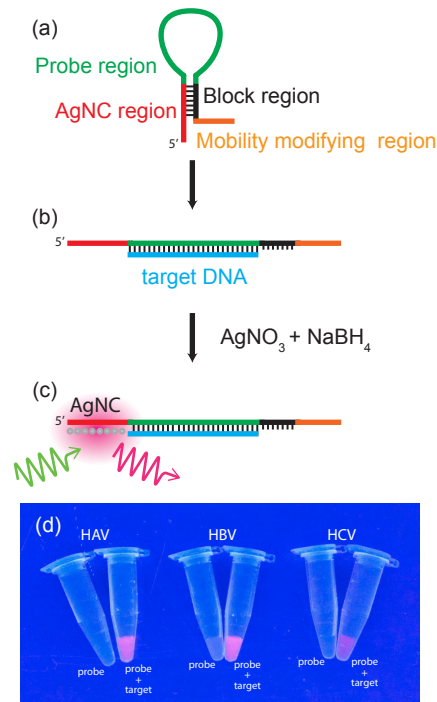 (a)
Probe region
Block region
AgNC region
Mobility modifying region
5’
(b)
5’
target DNA
AgNO₃ + NaBH₄
(c)
AgNC
5’
(d)
HAV
HBV
HCV
probe
probe
+
target
probe
probe
+
target
probe
probe
+
target